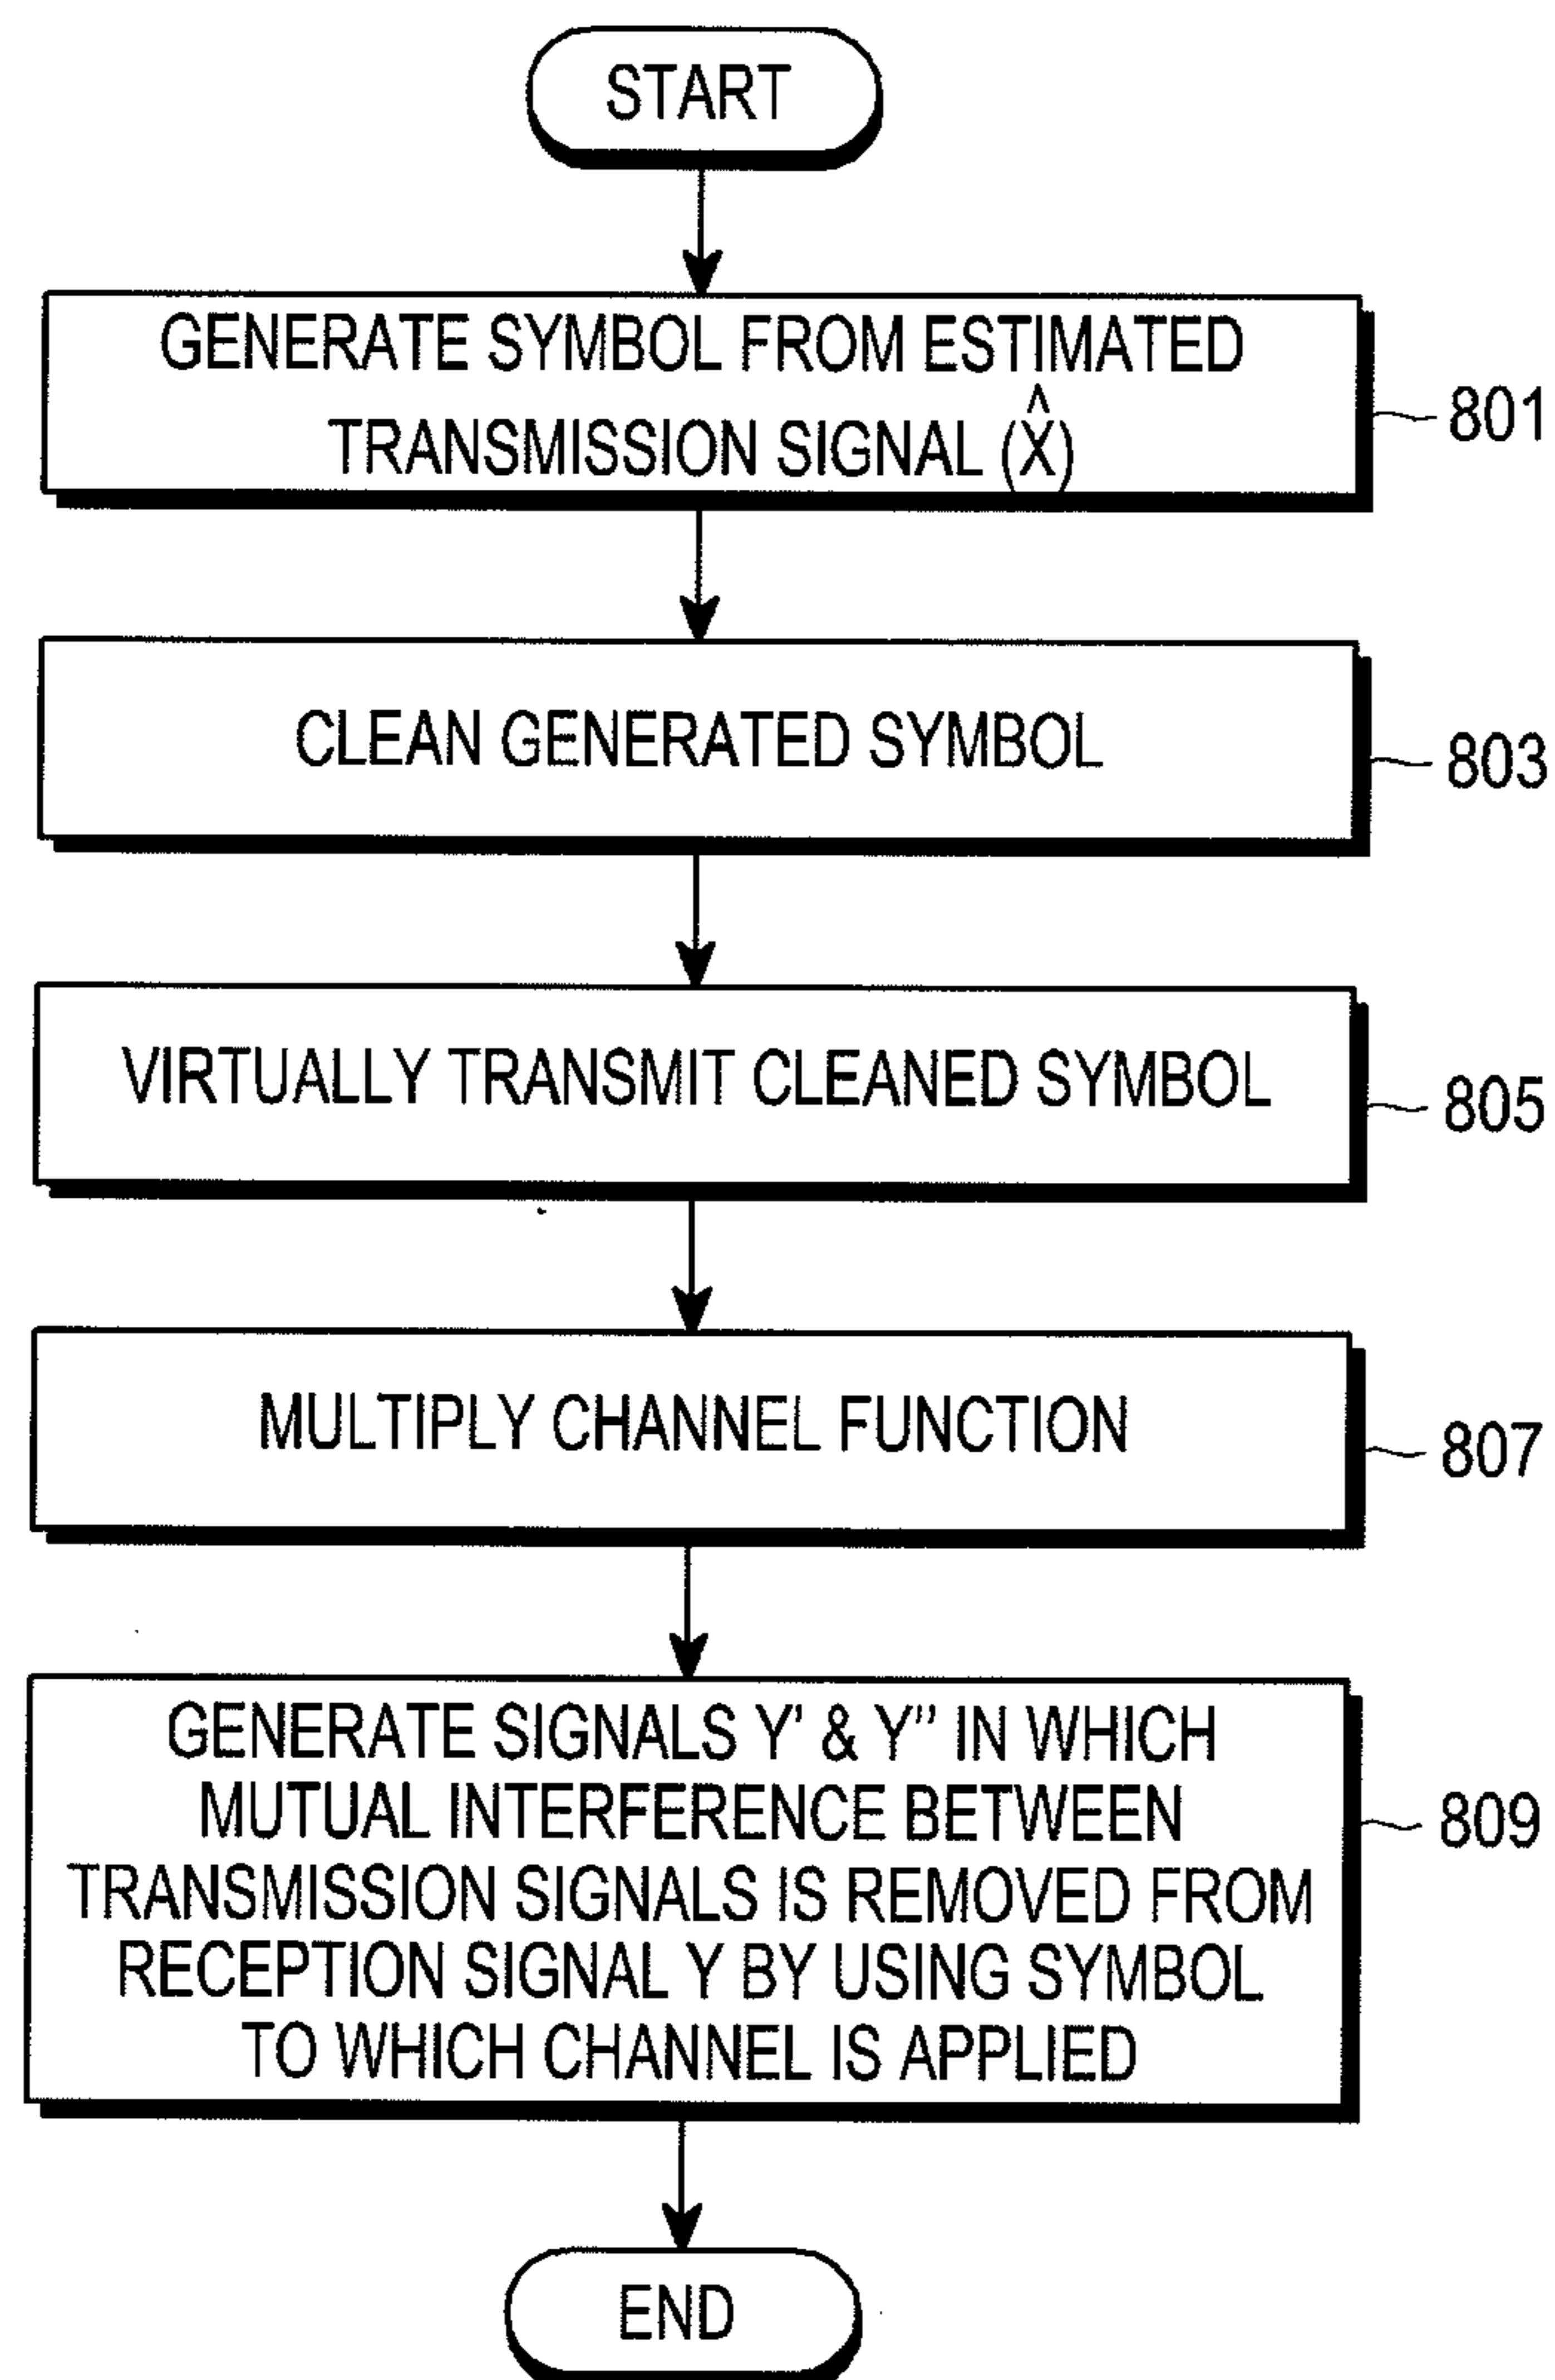 START
GENERATE SYMBOL FROM ESTIMATED
TRANSMISSION SIGNAL (X̂)
801
CLEAN GENERATED SYMBOL
803
VIRTUALLY TRANSMIT CLEANED SYMBOL
805
MULTIPLY CHANNEL FUNCTION
807
GENERATE SIGNALS Y' & Y" IN WHICH
MUTUAL INTERFERENCE BETWEEN
TRANSMISSION SIGNALS IS REMOVED FROM
RECEPTION SIGNAL Y BY USING SYMBOL
TO WHICH CHANNEL IS APPLIED
809
END